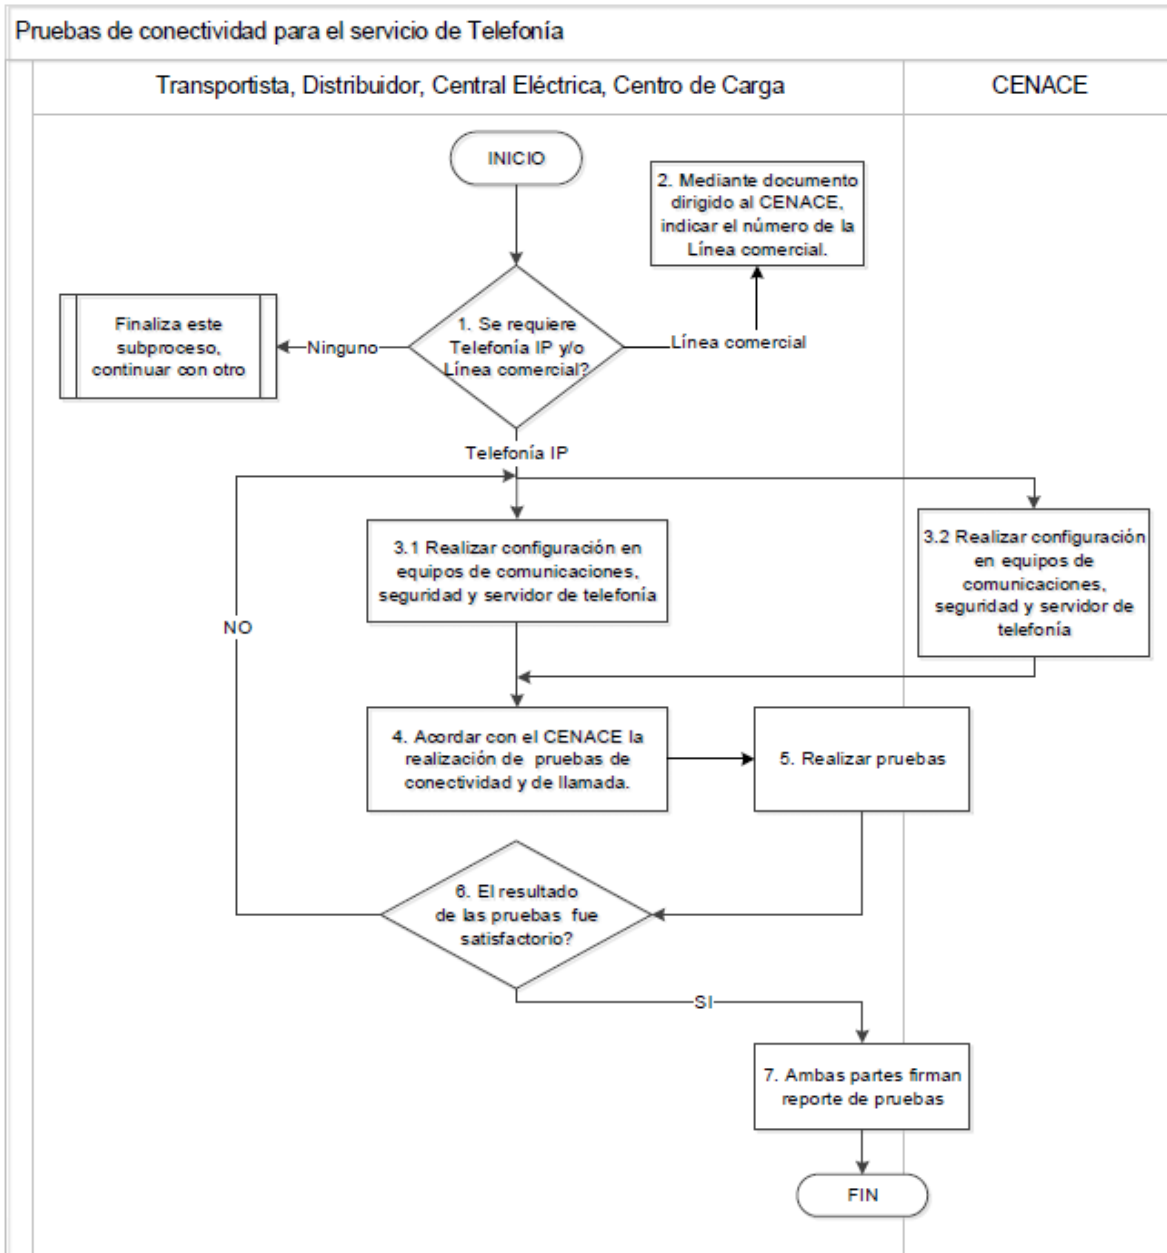 Pruebas de conectividad para el servicio de Telefonía
Transportista, Distribuidor, Central Eléctrica, Centro de Carga
CENACE
INICIO
2. Mediante documento
dirigido al CENACE,
indicar el número de la
Línea comercial.
1. Se requiere
Telefonía IP y/o
Línea comercial?
Finaliza este
subproceso,
continuar con otro
Ninguno
Línea comercial
Telefonía IP
3.1 Realizar configuración en
equipos de comunicaciones,
seguridad y servidor de telefonía
3.2 Realizar configuración
en equipos de
comunicaciones,
seguridad y servidor de
telefonía
NO
4. Acordar con el CENACE la
realización de pruebas de
conectividad y de llamada.
5. Realizar pruebas
6. El resultado
de las pruebas fue
satisfactorio?
SI
7. Ambas partes firman
reporte de pruebas
FIN